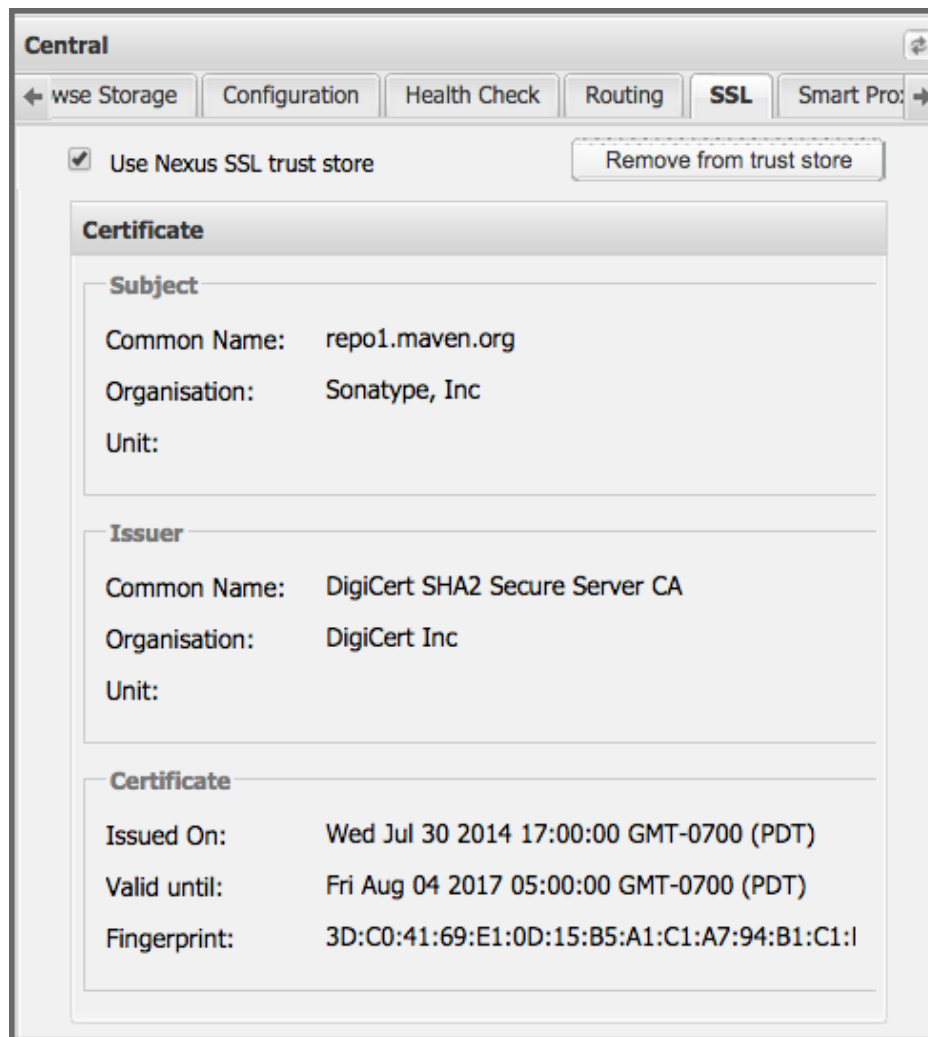 Central
wse Storage Configuration Health Check Routing SSL Smart Pro
Use Nexus SSL trust store Remove from trust store
Certificate
Subject
Common Name: repo1.maven.org
Organisation: Sonatype, Inc
Unit:
Issuer
Common Name: DigiCert SHA2 Secure Server CA
Organisation: DigiCert Inc
Unit:
Certificate
Issued On: Wed Jul 30 2014 17:00:00 GMT-0700 (PDT)
Valid until: Fri Aug 04 2017 05:00:00 GMT-0700 (PDT)
Fingerprint: 3D:C0:41:69:E1:0D:15:B5:A1:C1:A7:94:B1:C1: